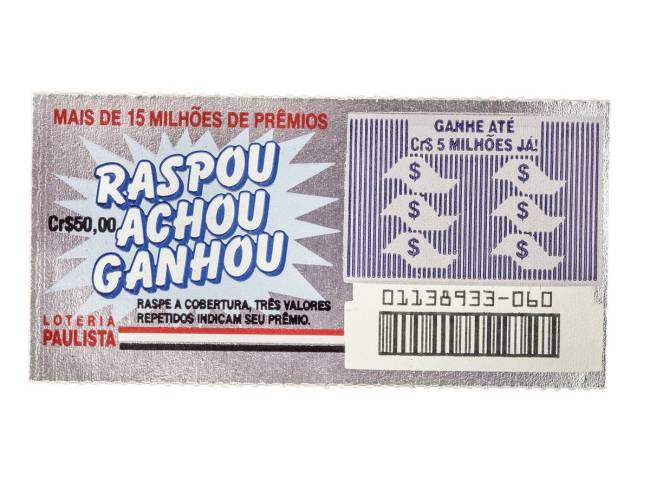 MAIS DE 15 MILHÕES DE PRÊMIOS
RASPOU
Cr$50,00 ACHOU
GANHOU
RASPE A COBERTURA, TRÊS VALORES
REPETIDOS INDICAM SEU PRÊMIO.
LOTERIA
PAULISTA
GANHE ATÉ
Cr$ 5 MILHÕES JÁ!
$ $
$ $
$ $
01138933-060